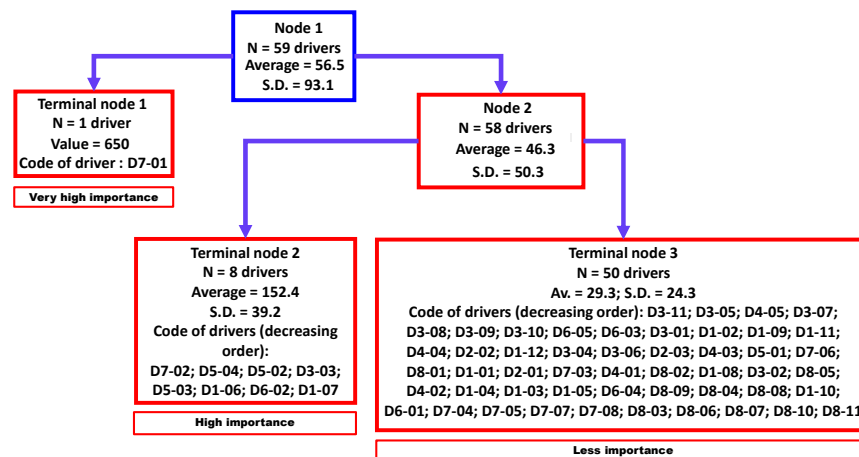 Node 1
N = 59 drivers
Average = 56.5
S.D. = 93.1
Terminal node 1
N = 1 driver
Value = 650
Code of driver : D7-01
Very high importance
Node 2
N = 58 drivers
Average = 46.3
S.D. = 50.3
Terminal node 2
N = 8 drivers
Average = 152.4
S.D. = 39.2
Code of drivers (decreasing
order):
D7-02; D5-04; D5-02; D3-03;
D5-03; D1-06; D6-02; D1-07
High importance
Terminal node 3
N = 50 drivers
Av. = 29.3; S.D. = 24.3
Code of drivers (decreasing order): D3-11; D3-05; D4-05; D3-07;
D3-08; D3-09; D3-10; D6-05; D6-03; D3-01; D1-02; D1-09; D1-11;
D4-04; D2-02; D1-12; D3-04; D3-06; D2-03; D4-03; D5-01; D7-06;
D8-01; D1-01; D2-01; D7-03; D4-01; D8-02; D1-08; D3-02; D8-05;
D4-02; D1-04; D1-03; D1-05; D6-04; D8-09; D8-04; D8-08; D1-10;
D6-01; D7-04; D7-05; D7-07; D7-08; D8-03; D8-06; D8-07; D8-10; D8-11
Less importance